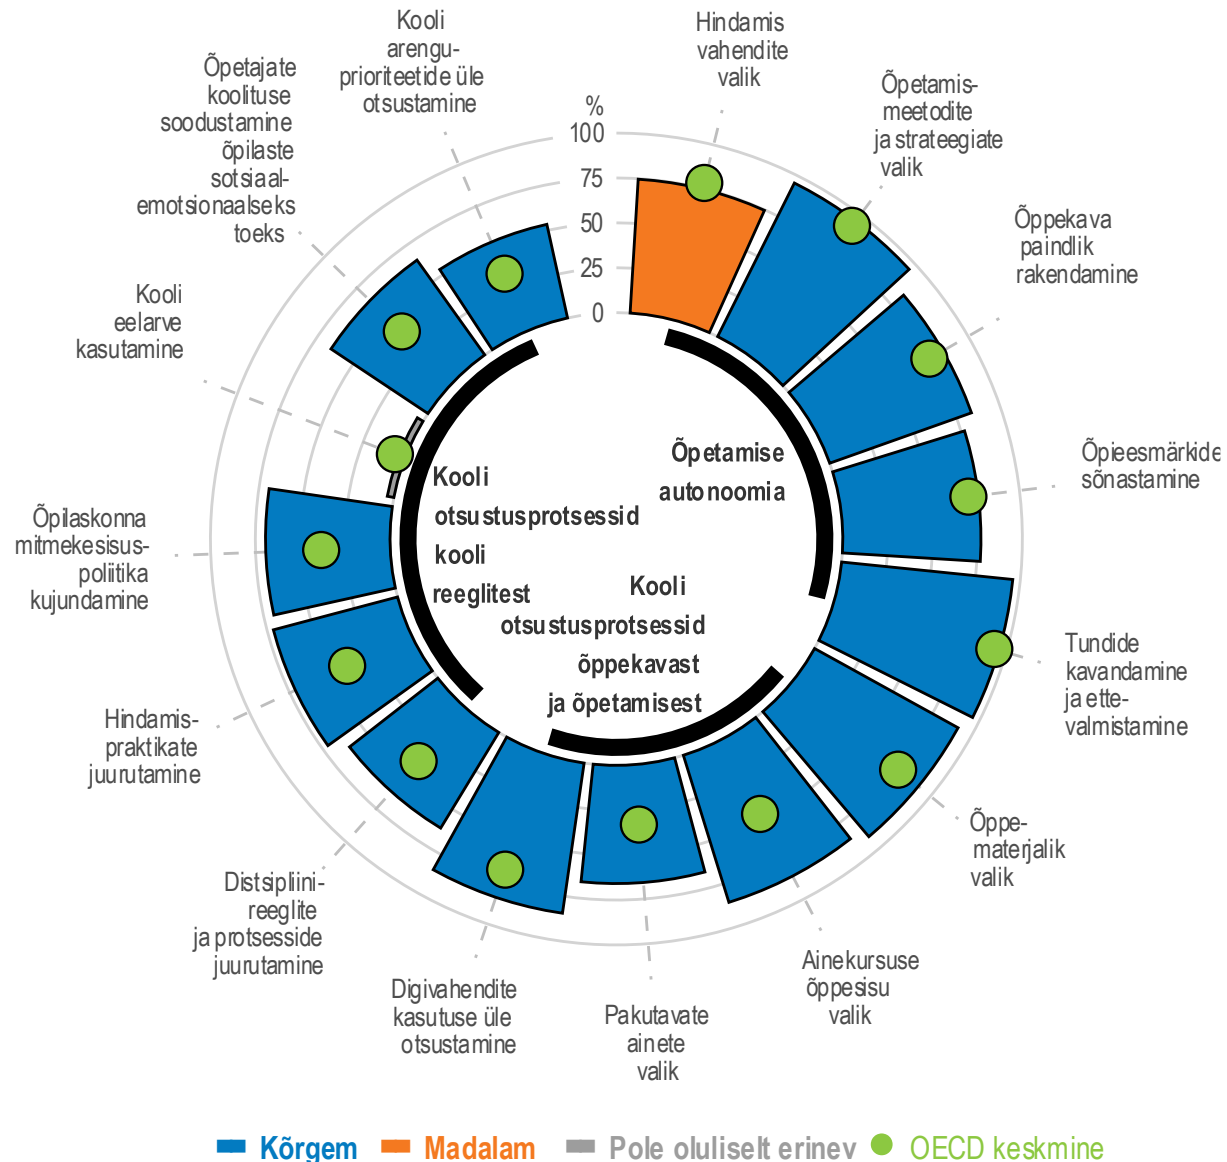 Kooli
arengu-
prioriteetide üle
otsustamine
Hindamis
vahendite
valik
Õpetamis-
meetodite
ja strateegiate
valik
Õppekava
paindlik
rakendamine
Õpieesmärkide
sõnastamine
Tundide
kavandamine
ja ette-
valmistamine
Õppe-
materjalik
valik
Ainekursuse
õppesisu
valik
Pakutavate
ainete
valik
Digivahendite
kasutuse üle
otsustamine
Distsipliini-
reeglite
ja protsesside
juurutamine
Hindamis-
praktikate
juurutamine
Õpilaskonna
mitmekesisus-
poliitika
kujundamine
Kooli
eelarve
kasutamine
Õpetajate
koolituse
soodustamine
õpilaste
sotsiaal-
emotsionaalseks
toeks
%
100
75
50
25
0
Õpetamise
autonoomia
Kooli
otsustusprotsessid
kooli
reeglitest
Kooli
otsustusprotsessid
õppekavast
ja õpetamisest
Kõrgem Madalam Pole oluliselt erinev OECD keskmine